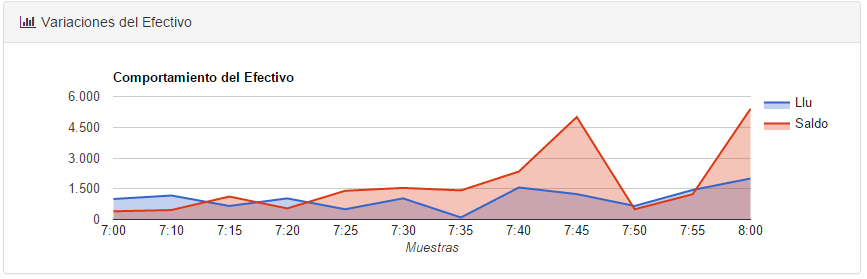 Variaciones del Efectivo
Comportamiento del Efectivo
6.000
4.500
3.000
1.500
0
Llu
Saldo
7:00 7:10 7:15 7:20 7:25 7:30 7:35 7:40 7:45 7:50 7:55 8:00
Muestras